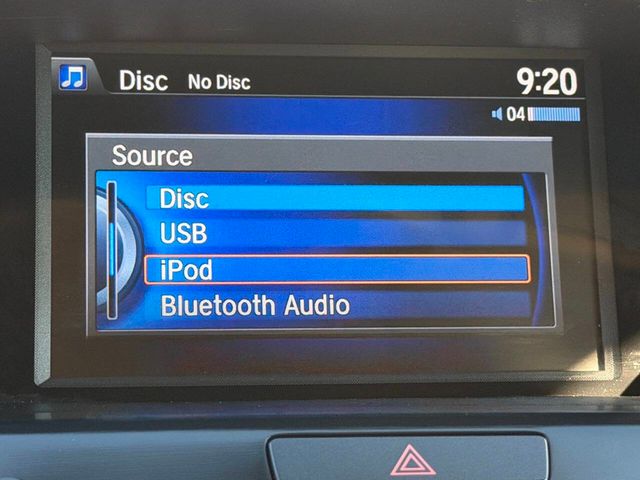 Disc No Disc 9:20
04
Source
Disc
USB
iPod
Bluetooth Audio